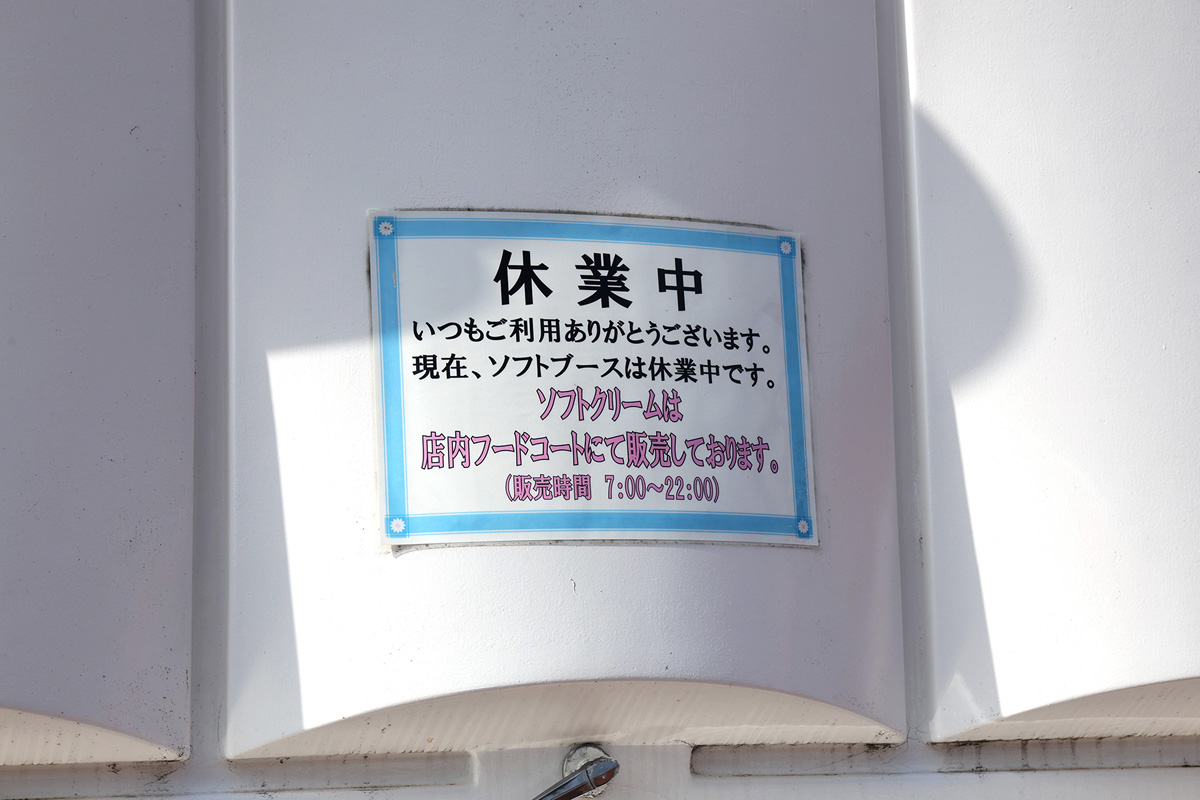 休業中
いつもご利用ありがとうございます。
現在、ソフトブースは休業中です。
ソフトクリームは
店内フードコートにて販売しております。
(販売時間 7:00～22:00)